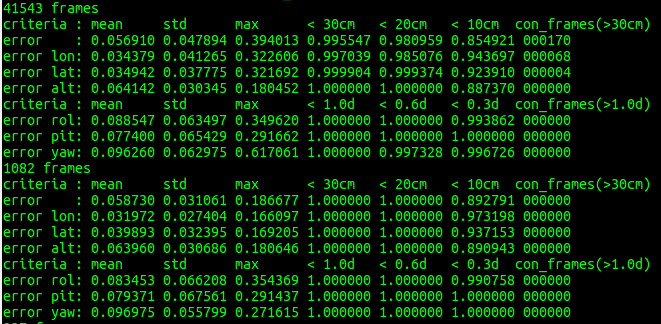 41543 frames
criteria : mean     std      max      < 30cm   < 20cm   < 10cm  con_frames(>30cm)
error    : 0.056910 0.047894 0.394013 0.995547 0.980959 0.854921 000170
error lon: 0.034379 0.041265 0.322606 0.997039 0.985076 0.943697 000068
error lat: 0.034942 0.037775 0.321692 0.999904 0.999374 0.923910 000004
error alt: 0.064142 0.030345 0.180452 1.000000 1.000000 0.887370 000000
criteria : mean     std      max      < 1.0d   < 0.6d   < 0.3d  con_frames(>1.0d)
error rol: 0.088547 0.063497 0.349620 1.000000 1.000000 0.993862 000000
error pit: 0.077400 0.065429 0.291662 1.000000 1.000000 1.000000 000000
error yaw: 0.096260 0.062975 0.617061 1.000000 0.997328 0.996726 000000
1082 frames
criteria : mean     std      max      < 30cm   < 20cm   < 10cm  con_frames(>30cm)
error    : 0.058730 0.031061 0.186677 1.000000 1.000000 0.892791 000000
error lon: 0.031972 0.027404 0.166097 1.000000 1.000000 0.973198 000000
error lat: 0.039893 0.032395 0.169205 1.000000 1.000000 0.937153 000000
error alt: 0.063960 0.030686 0.180646 1.000000 1.000000 0.890943 000000
criteria : mean     std      max      < 1.0d   < 0.6d   < 0.3d  con_frames(>1.0d)
error rol: 0.083453 0.066208 0.354369 1.000000 1.000000 0.990758 000000
error pit: 0.079371 0.067561 0.291437 1.000000 1.000000 1.000000 000000
error yaw: 0.096975 0.055799 0.271615 1.000000 1.000000 1.000000 000000